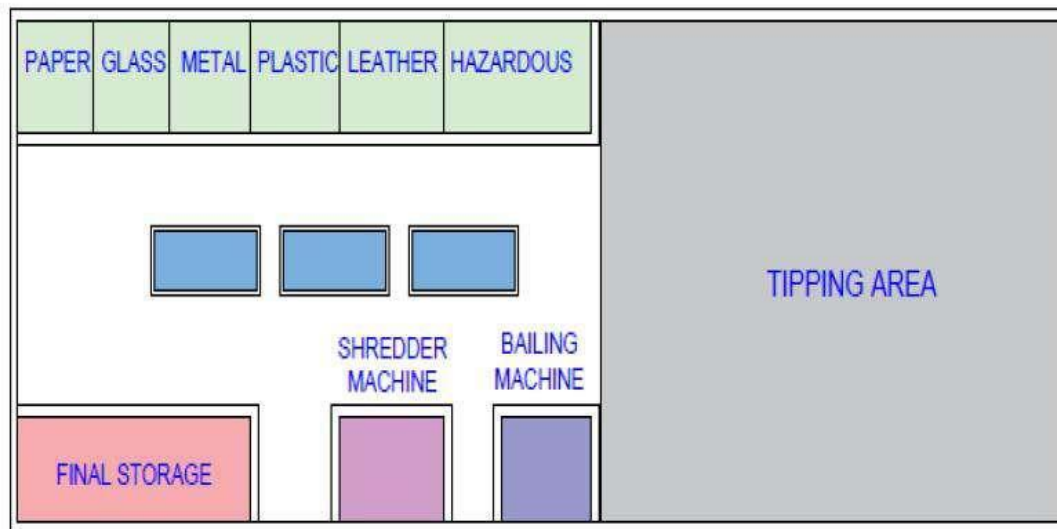 PAPER GLASS METAL PLASTIC LEATHER HAZARDOUS
TIPPING AREA
SHREDDER
MACHINE
BAILING
MACHINE
FINAL STORAGE